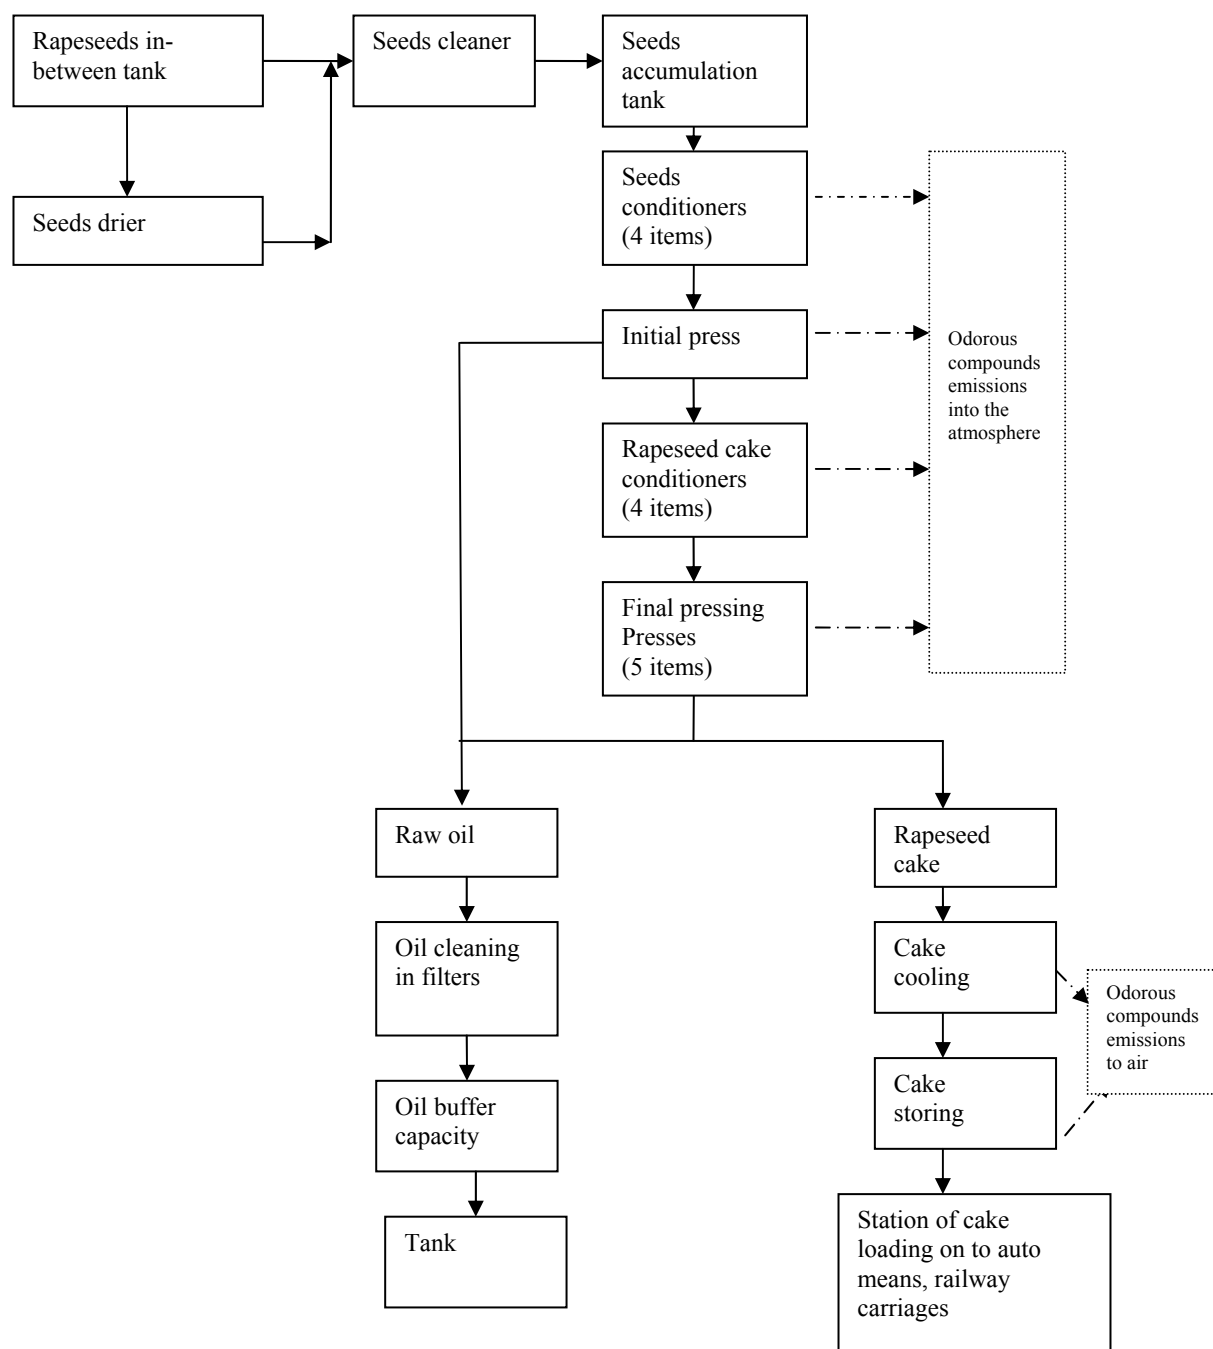 Rapeseeds in-
between tank
Seeds cleaner
Seeds
accumulation
tank
Seeds drier
Seeds
conditioners
(4 items)
Initial press
Odorous
compounds
emissions
into the
atmosphere
Rapeseed cake
conditioners
(4 items)
Final pressing
Presses
(5 items)
Raw oil
Rapeseed
cake
Oil cleaning
in filters
Cake
cooling
Odorous
compounds
emissions
to air
Oil buffer
capacity
Cake
storing
Tank
Station of cake
loading on to auto
means, railway
carriages